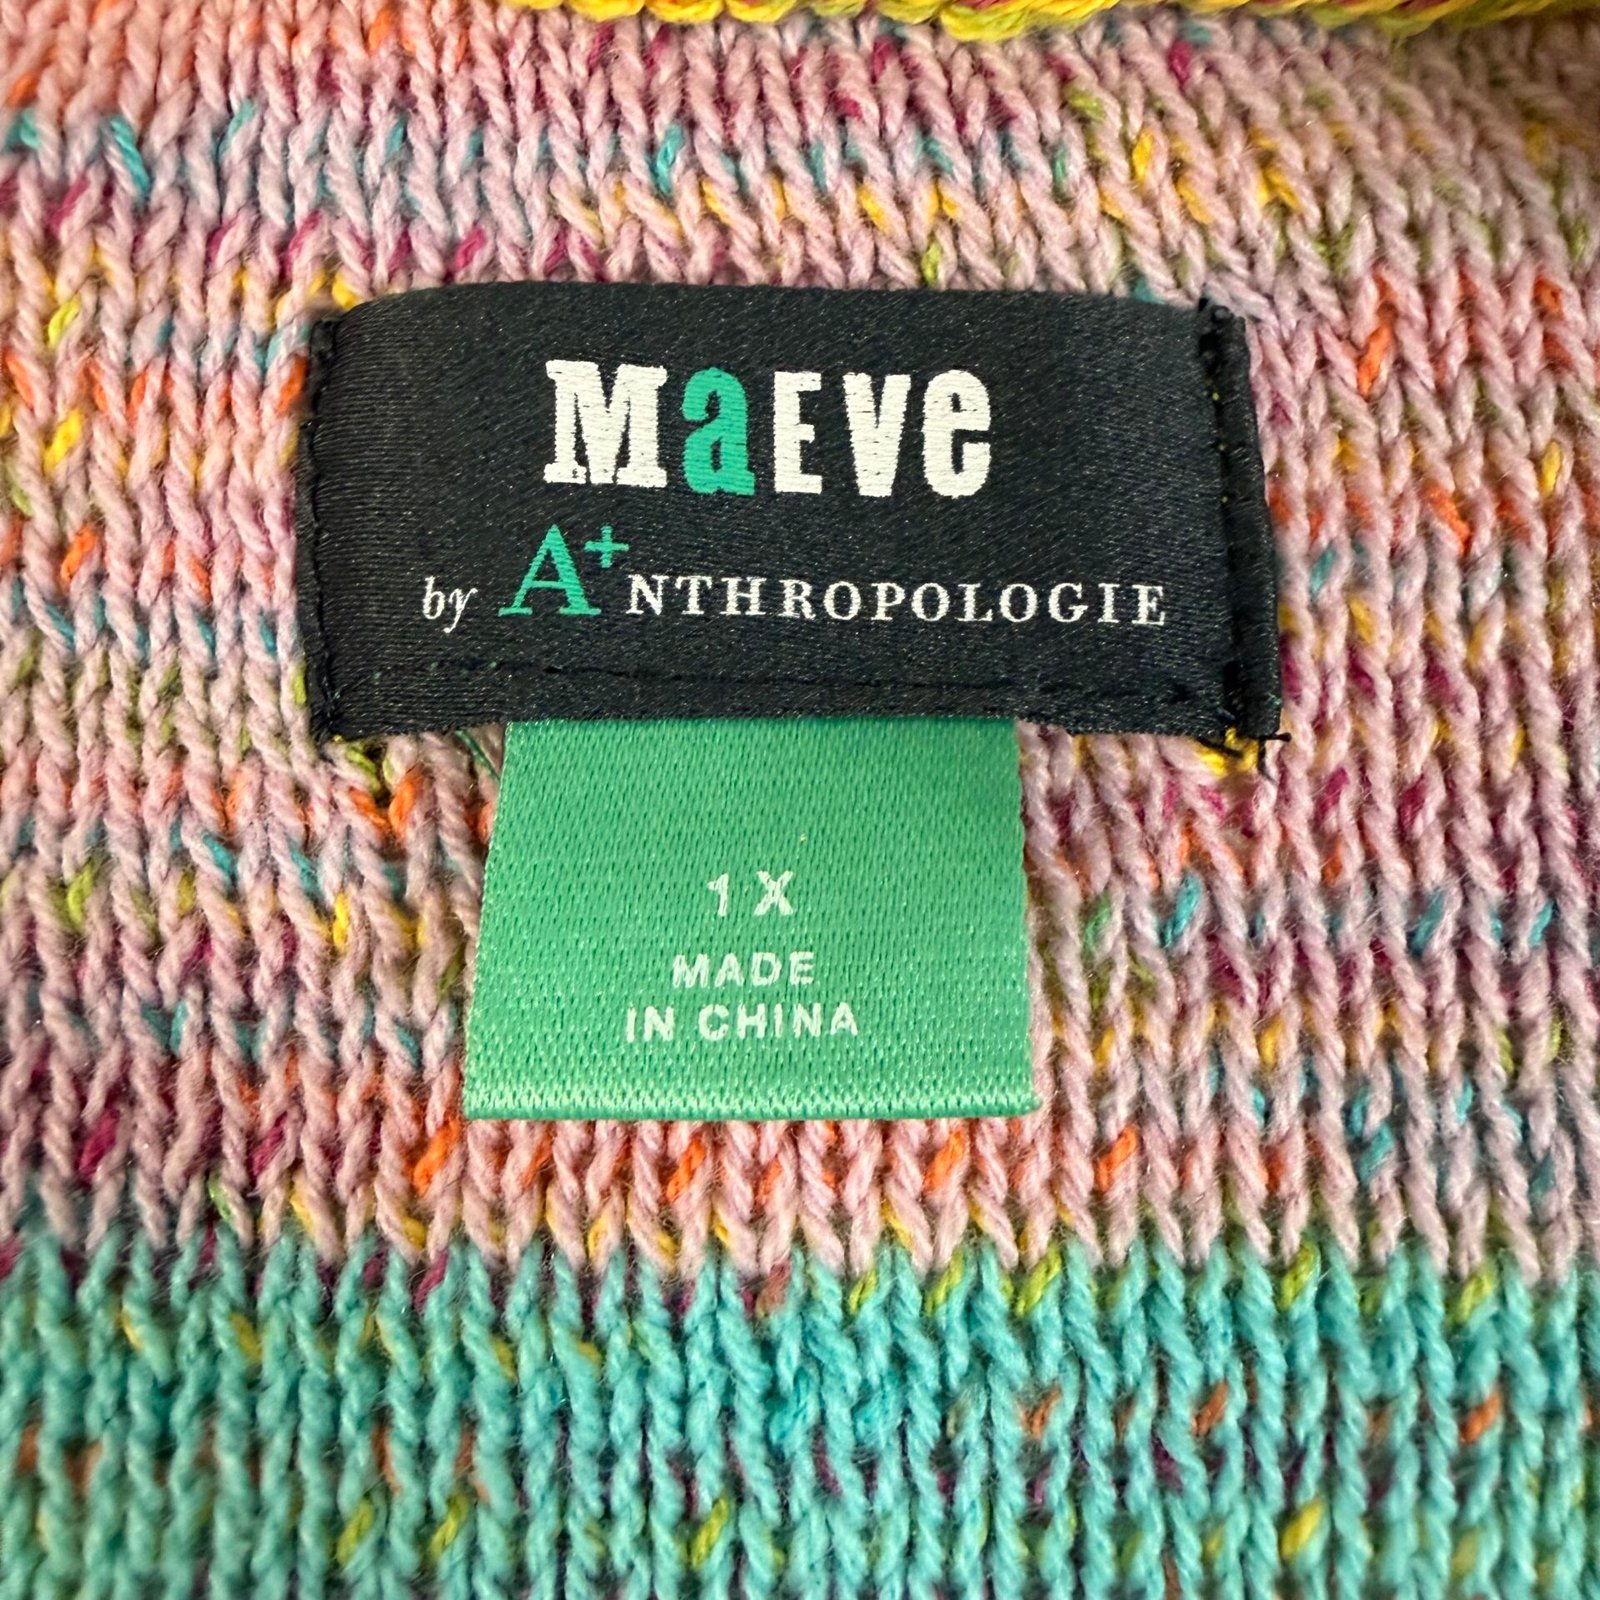 MaEVe
by A+NTHROPOLOGIE
1X
MADE
IN CHINA